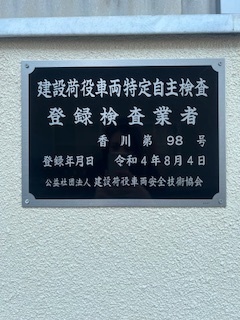 建設荷役車両特定自主検査
登録検査業者
香川第98号
登録年月日 令和4年8月4日
公益社団法人 建設荷役車両安全技術協会